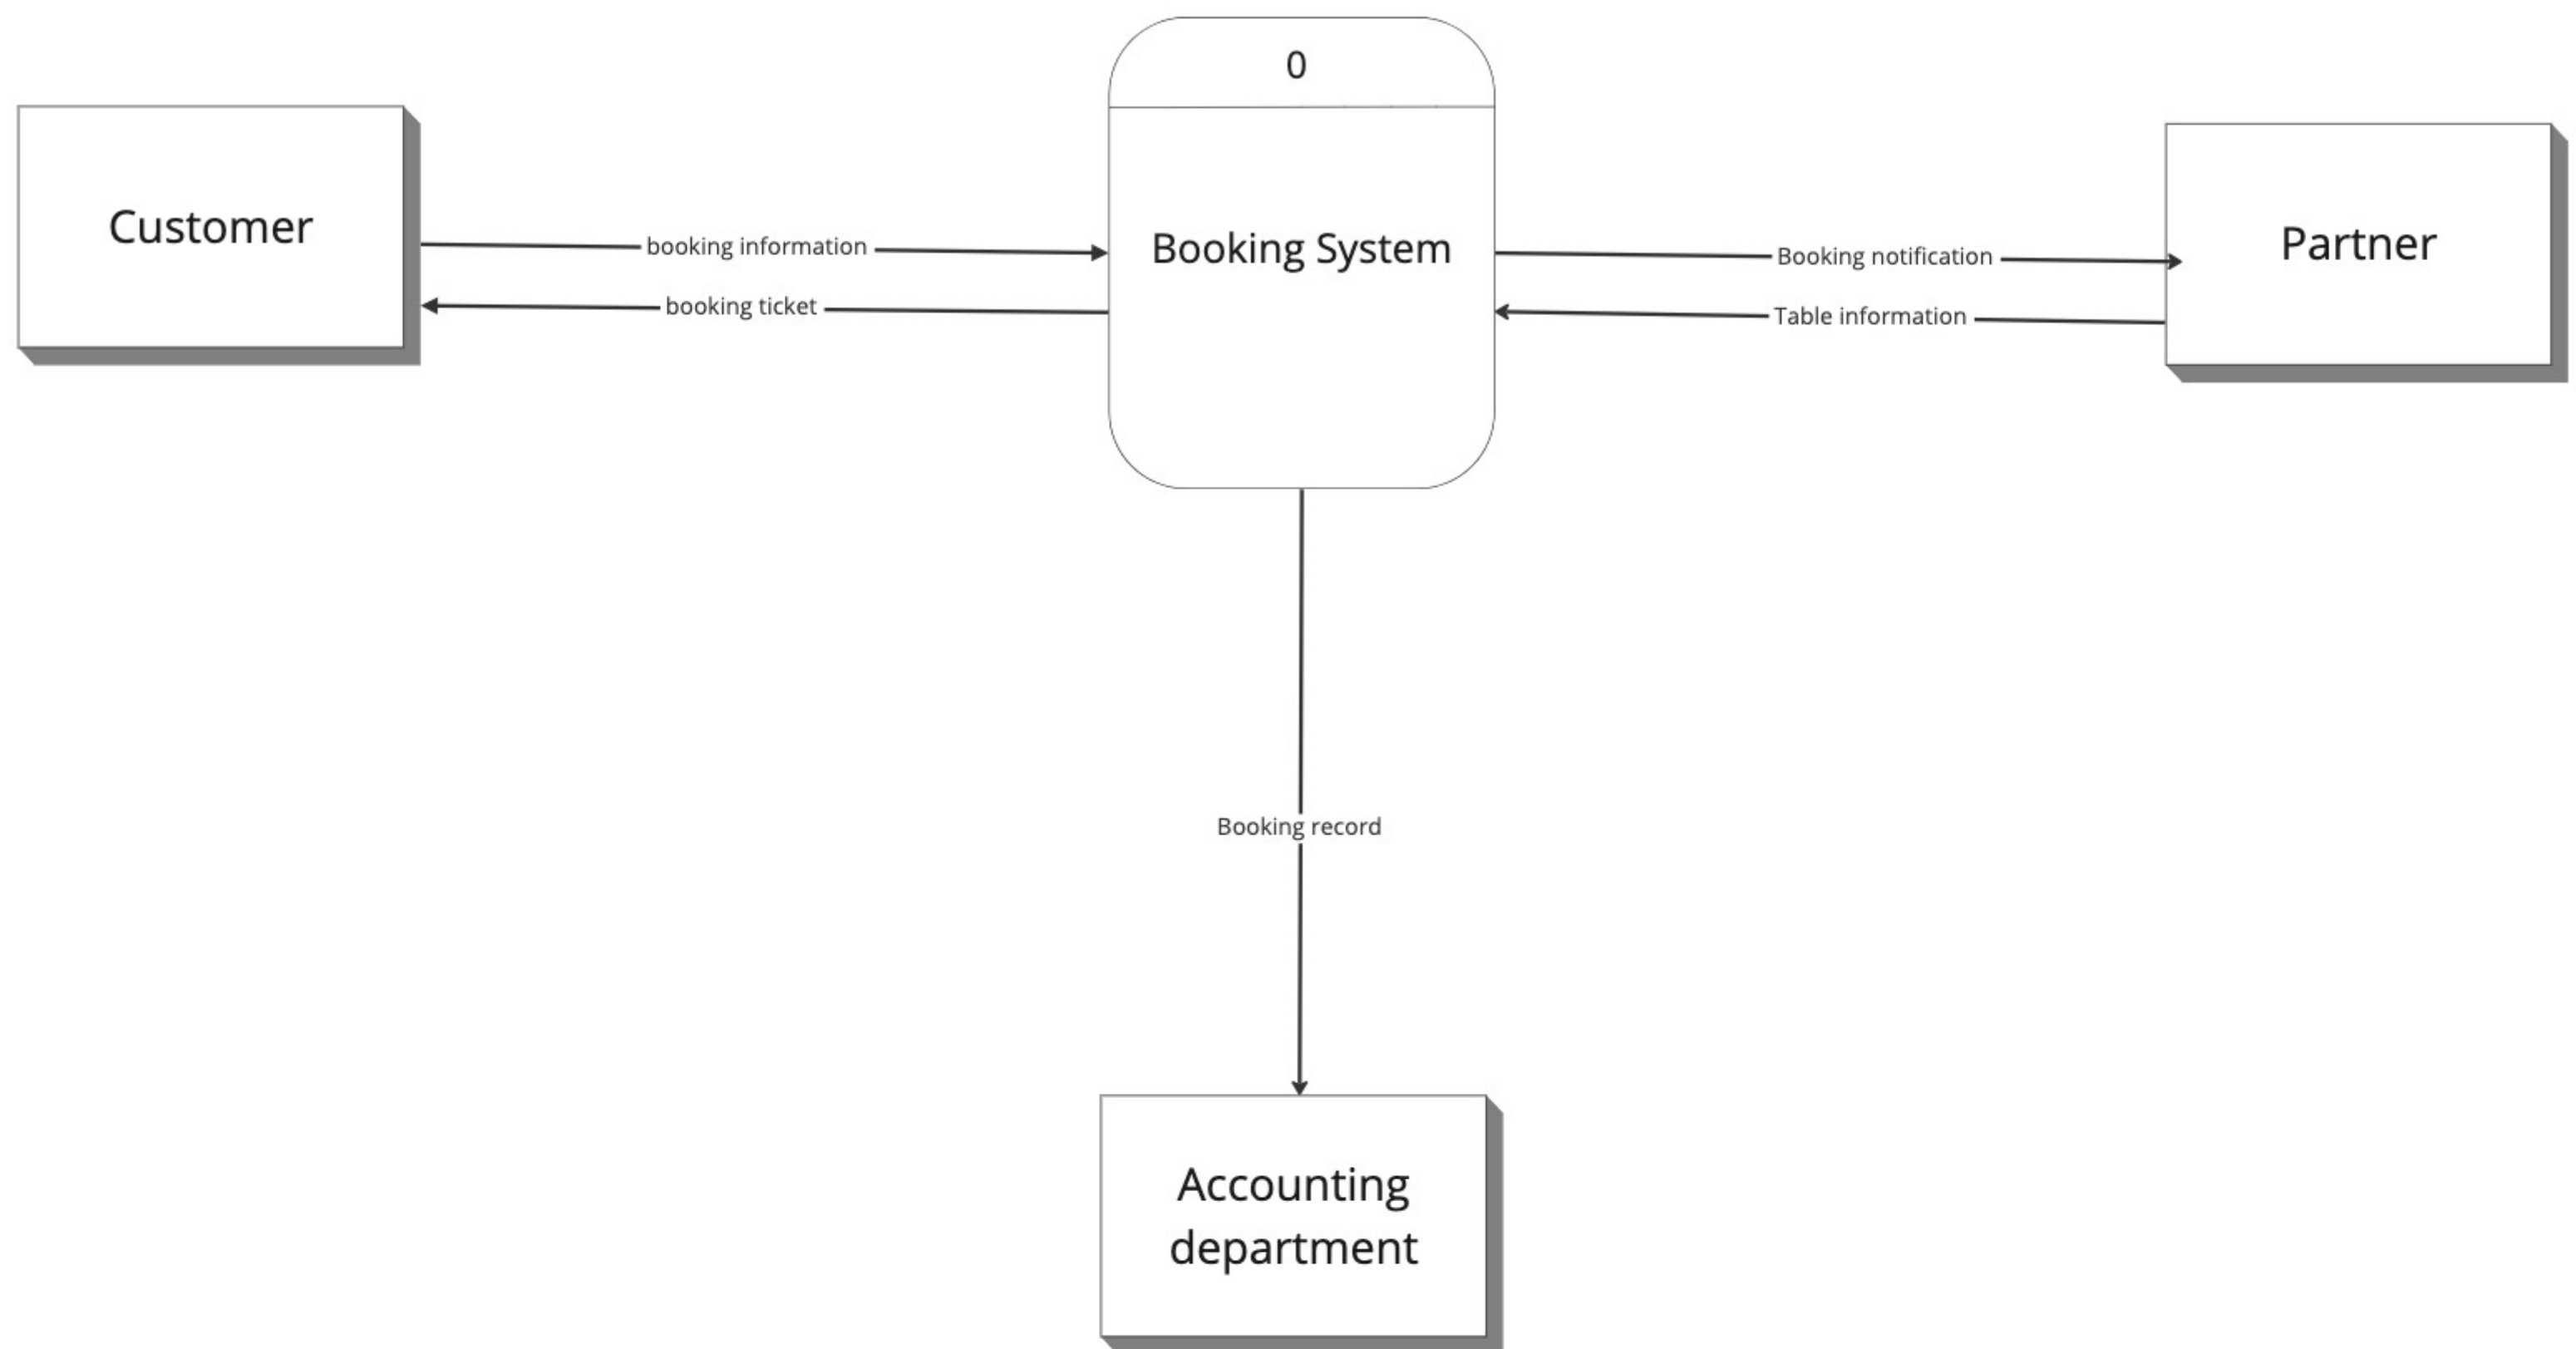 0
Customer
Booking System
Partner
booking information
booking ticket
Booking notification
Table information
Booking record
Accounting
department